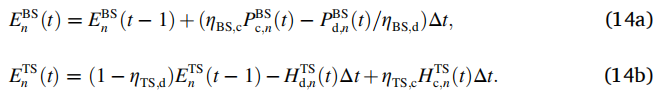 E_n^{BS}(t) = E_n^{BS}(t − 1) + (η_{BS,c}P_{c,n}^{BS}(t) − P_{d,n}^{BS}(t)/η_{BS,d})Δt, (14a)
E_n^{TS}(t) = (1 − η_{TS,d})E_n^{TS}(t − 1) − H_{d,n}^{TS}(t)Δt + η_{TS,c}H_{c,n}^{TS}(t)Δt. (14b)